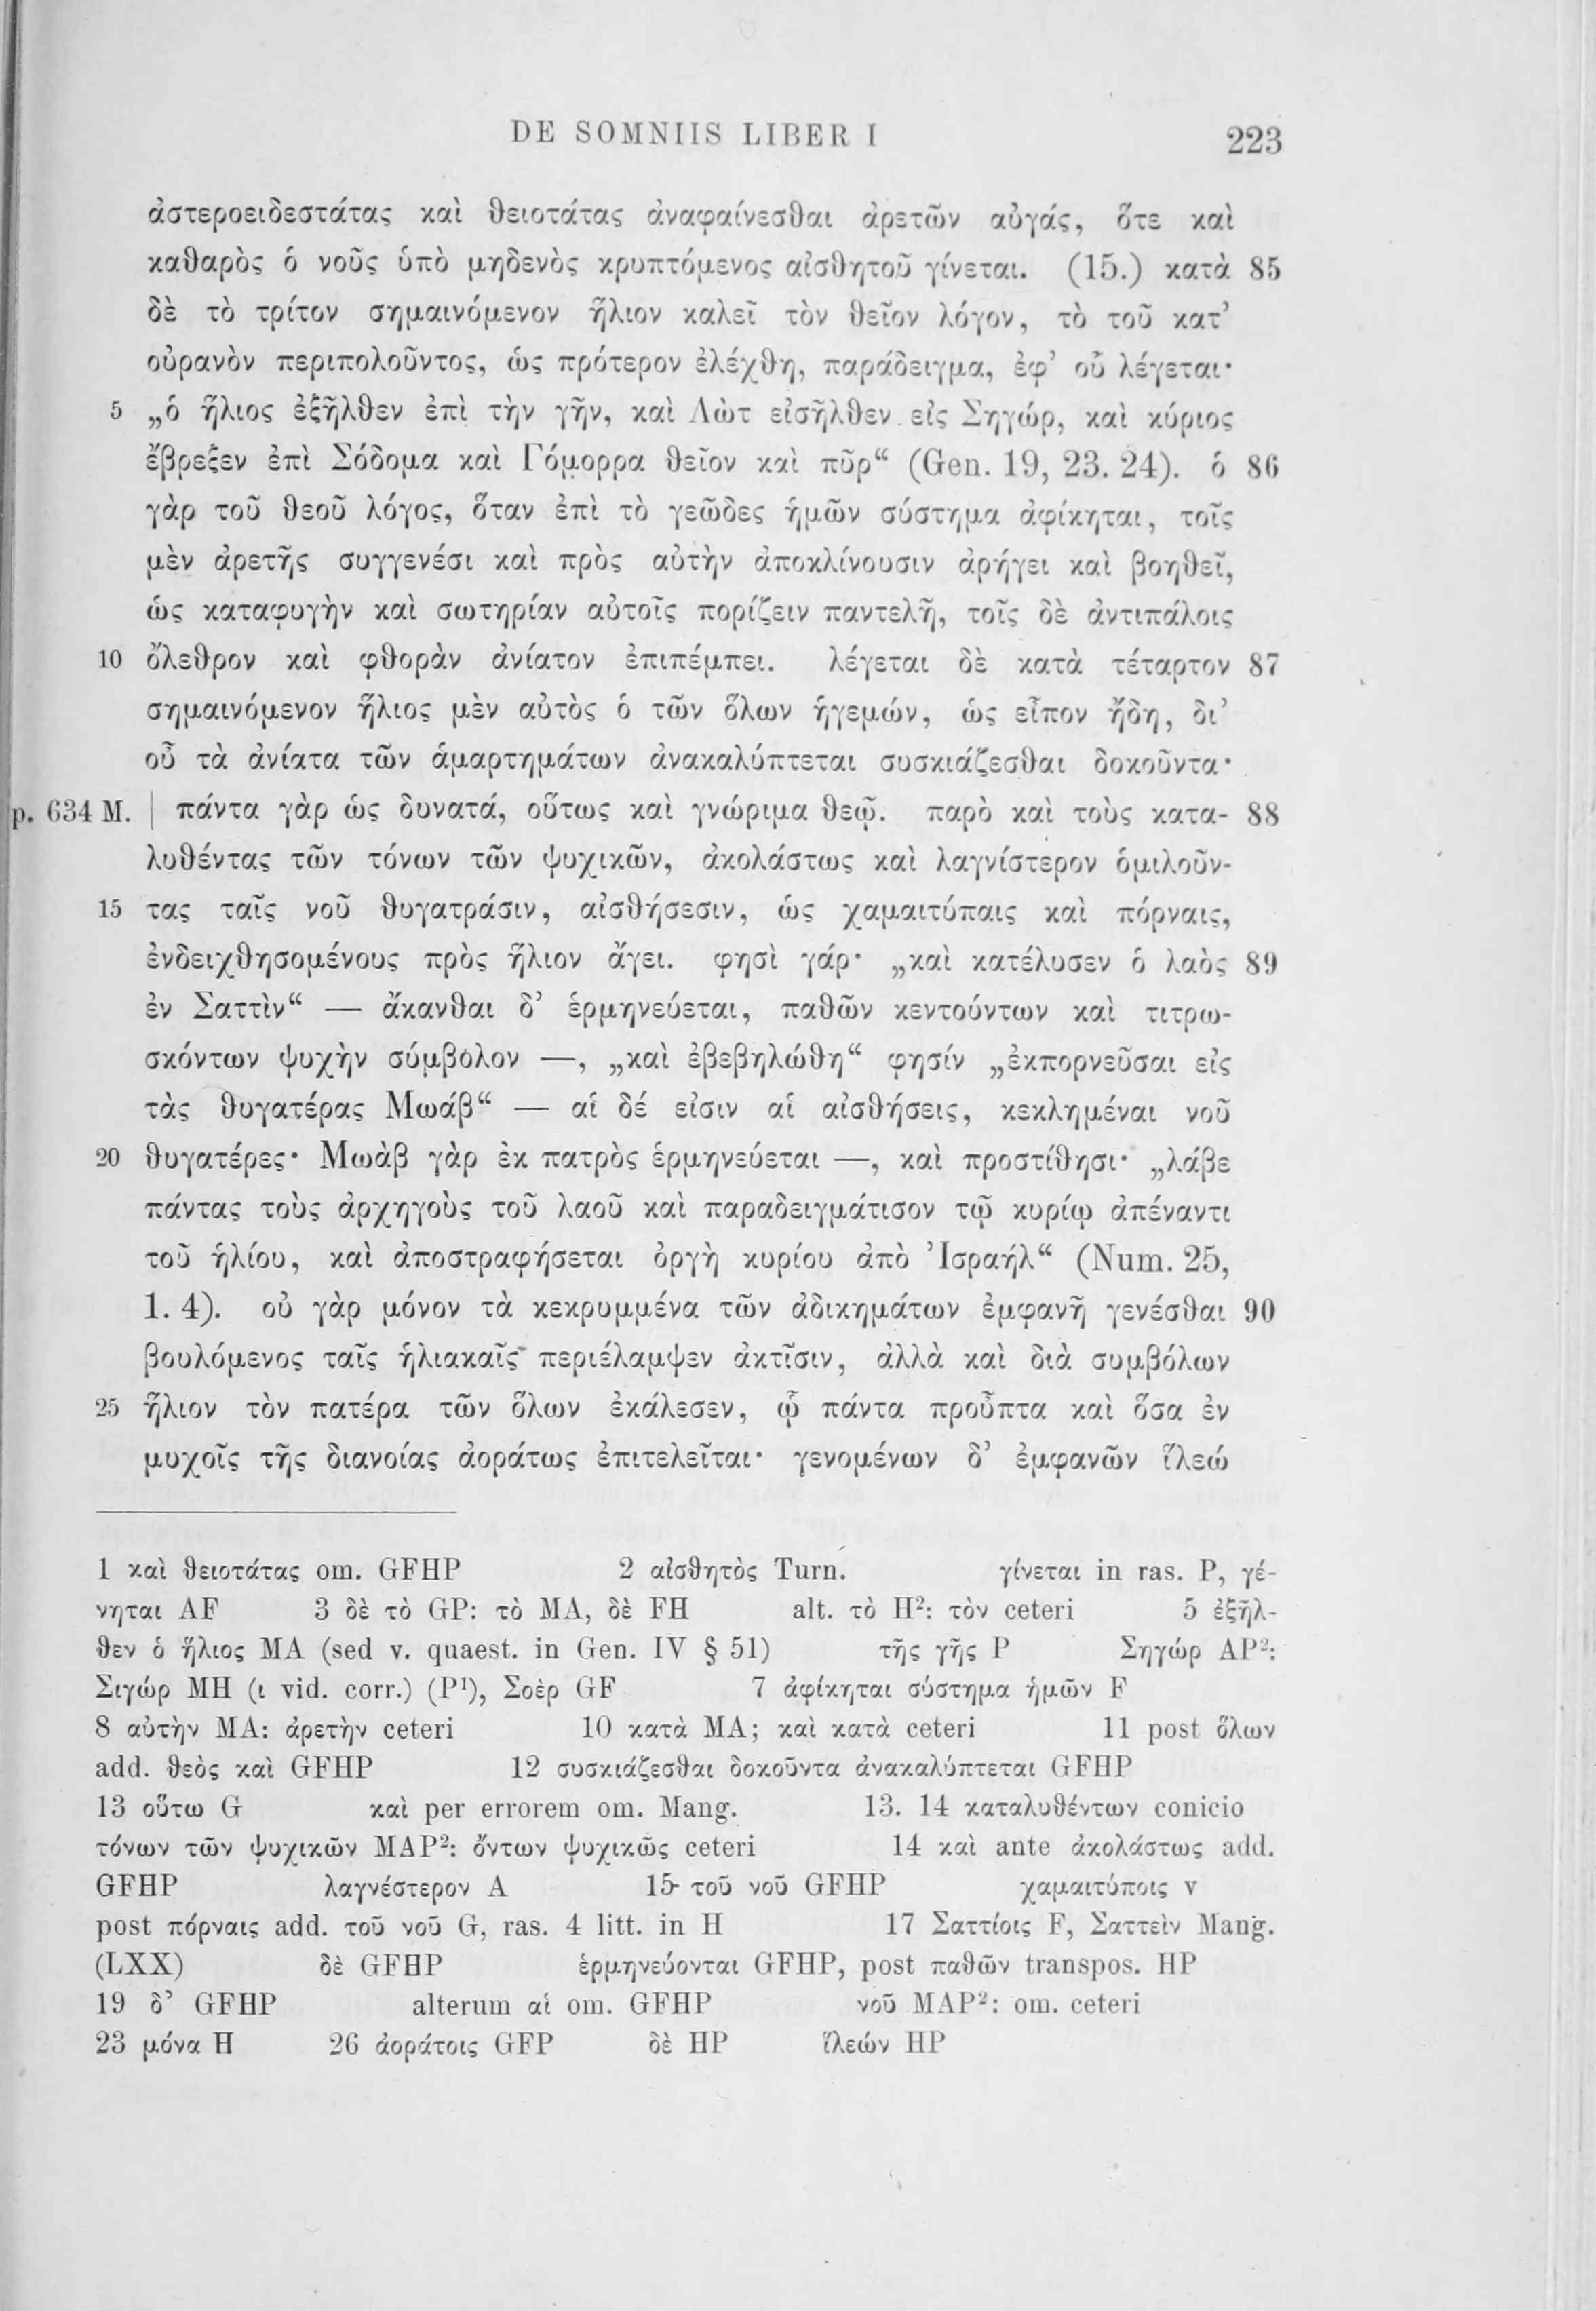 DE SOMNIIS LIBER I 223
ἀστεροειδεστάτας καὶ θειοτάτας ἀναφαίνεσθαι ἀρετῶν αὐγάς, ὅτε καὶ
καθαρὸς ὁ νοῦς ὑπὸ μηδενὸς κρυπτόμενος αἰσθητοῦ γίνεται. (15.) κατὰ 85
δὲ τὸ τρίτον σημαινόμενον ἥλιον καλεῖ τὸν θεῖον λόγον, τὸ τοῦ κατ’
οὐρανὸν περιπολοῦντος, ὡς πρότερον ἐλέχθη, παράδειγμα, ἐφ’ οὗ λέγεται·
5 „ὁ ἥλιος ἐξῆλθεν ἐπὶ τὴν γῆν, καὶ Λὼτ εἰσῆλθεν εἰς Σηγώρ, καὶ κύριος
ἔβρεξεν ἐπὶ Σόδομα καὶ Γόμορρα θεῖον καὶ πῦρ“ (Gen. 19, 23. 24). ὁ 86
γὰρ τοῦ θεοῦ λόγος, ὅταν ἐπὶ τὸ γεῶδες ἡμῶν σύστημα ἀφίκηται, τοῖς
μὲν ἀρετῆς συγγενέσι καὶ πρὸς αὐτὴν ἀποκλίνουσιν ἀρήγει καὶ βοηθεῖ,
ὡς καταφυγὴν καὶ σωτηρίαν αὐτοῖς πορίζειν παντελῆ, τοῖς δὲ ἀντιπάλοις
10 ὄλεθρον καὶ φθορὰν ἀνίατον ἐπιπέμπει. λέγεται δὲ κατὰ τέταρτον 87
σημαινόμενον ἥλιος μὲν αὐτὸς ὁ τῶν ὅλων ἡγεμών, ὡς εἶπον ἤδη, δι’
οὗ τὰ ἀνίατα τῶν ἁμαρτημάτων ἀνακαλύπτεται συσκιάζεσθαι δοκοῦντα·
p. 634 M. | πάντα γὰρ ὡς δυνατά, οὕτως καὶ γνώριμα θεῷ. παρὸ καὶ τοὺς κατα- 88
λυθέντας τῶν τόνων τῶν ψυχικῶν, ἀκολάστως καὶ λαγνίστερον ὁμιλοῦν-
15 τας ταῖς νοῦ θυγατράσιν, αἰσθήσεσιν, ὡς χαμαιτύπαις καὶ πόρναις,
ἐνδειχθησομένους πρὸς ἥλιον ἄγει. φησὶ γάρ· „καὶ κατέλυσεν ὁ λαὸς 89
ἐν Σαττὶν“ — ἄκανθαι δ’ ἑρμηνεύεται, παθῶν κεντούντων καὶ τιτρω-
σκόντων ψυχὴν σύμβολον —, „καὶ ἐβεβηλώθη“ φησίν „ἐκπορνεῦσαι εἰς
τὰς θυγατέρας Μωάβ“ — αἱ δέ εἰσιν αἱ αἰσθήσεις, κεκλημέναι νοῦ
20 θυγατέρες· Μωὰβ γὰρ ἐκ πατρὸς ἑρμηνεύεται —, καὶ προστίθησι· „λάβε
πάντας τοὺς ἀρχηγοὺς τοῦ λαοῦ καὶ παραδειγμάτισον τῷ κυρίῳ ἀπέναντι
τοῦ ἡλίου, καὶ ἀποστραφήσεται ὀργὴ κυρίου ἀπὸ Ἰσραήλ“ (Num. 25,
1. 4). οὐ γὰρ μόνον τὰ κεκρυμμένα τῶν ἀδικημάτων ἐμφανῆ γενέσθαι 90
βουλόμενος ταῖς ἡλιακαῖς περιέλαμψεν ἀκτῖσιν, ἀλλὰ καὶ διὰ συμβόλων
25 ἥλιον τὸν πατέρα τῶν ὅλων ἐκάλεσεν, ᾧ πάντα προὖπτα καὶ ὅσα ἐν
μυχοῖς τῆς διανοίας ἀοράτως ἐπιτελεῖται· γενομένων δ’ ἐμφανῶν ἵλεώ
1 καὶ θειοτάτας om. GFHP 2 αἰσθητὸς Turn. γίνεται in ras. P, γέ-
νηται AF 3 δὲ τὸ GP: τὸ MA, δὲ FH alt. τὸ H²: τὸν ceteri 5 ἐξῆλ-
θεν ὁ ἥλιος MA (sed v. quaest. in Gen. IV § 51) τῆς γῆς P Σηγώρ AP²:
Σιγώρ MH (ι vid. corr.) (P¹), Σοὲρ GF 7 ἀφίκηται σύστημα ἡμῶν F
8 αὐτὴν MA: ἀρετὴν ceteri 10 κατὰ MA; καὶ κατὰ ceteri 11 post ὅλων
add. θεὸς καὶ GFHP 12 συσκιάζεσθαι δοκοῦντα ἀνακαλύπτεται GFHP
13 οὕτω G καὶ per errorem om. Mang. 13. 14 καταλυθέντων conicio
τόνων τῶν ψυχικῶν MAP²: ὄντων ψυχικῶς ceteri 14 καὶ ante ἀκολάστως add.
GFHP λαγνέστερον A 15 τοῦ νοῦ GFHP χαμαιτύποις v
post πόρναις add. τοῦ νοῦ G, ras. 4 litt. in H 17 Σαττίοις F, Σαττεὶν Mang.
(LXX) δὲ GFHP ἑρμηνεύονται GFHP, post παθῶν transpos. HP
19 δ’ GFHP alterum αἱ om. GFHP νοῦ MAP²: om. ceteri
23 μόνα H 26 ἀοράτοις GFP δὲ HP ἵλεών HP